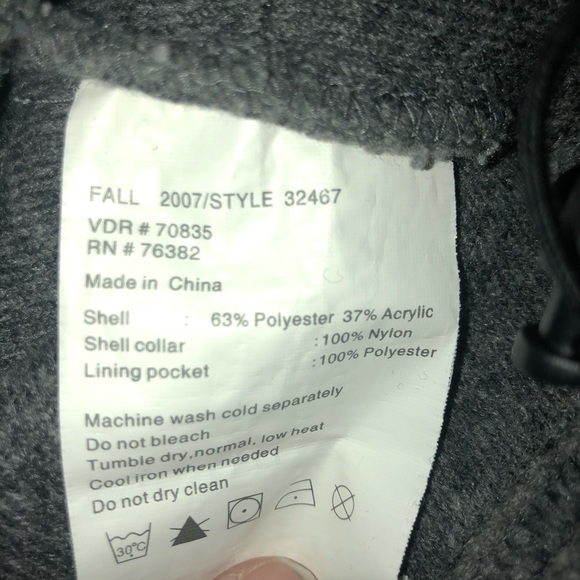 FALL 2007/STYLE 32467
VDR # 70835
RN # 76382
Made in China
Shell : 63% Polyester 37% Acrylic
Shell collar :100% Nylon
Lining pocket :100% Polyester
Machine wash cold separately
Do not bleach
Tumble dry,normal, low heat
Cool iron when needed
Do not dry clean
30°C